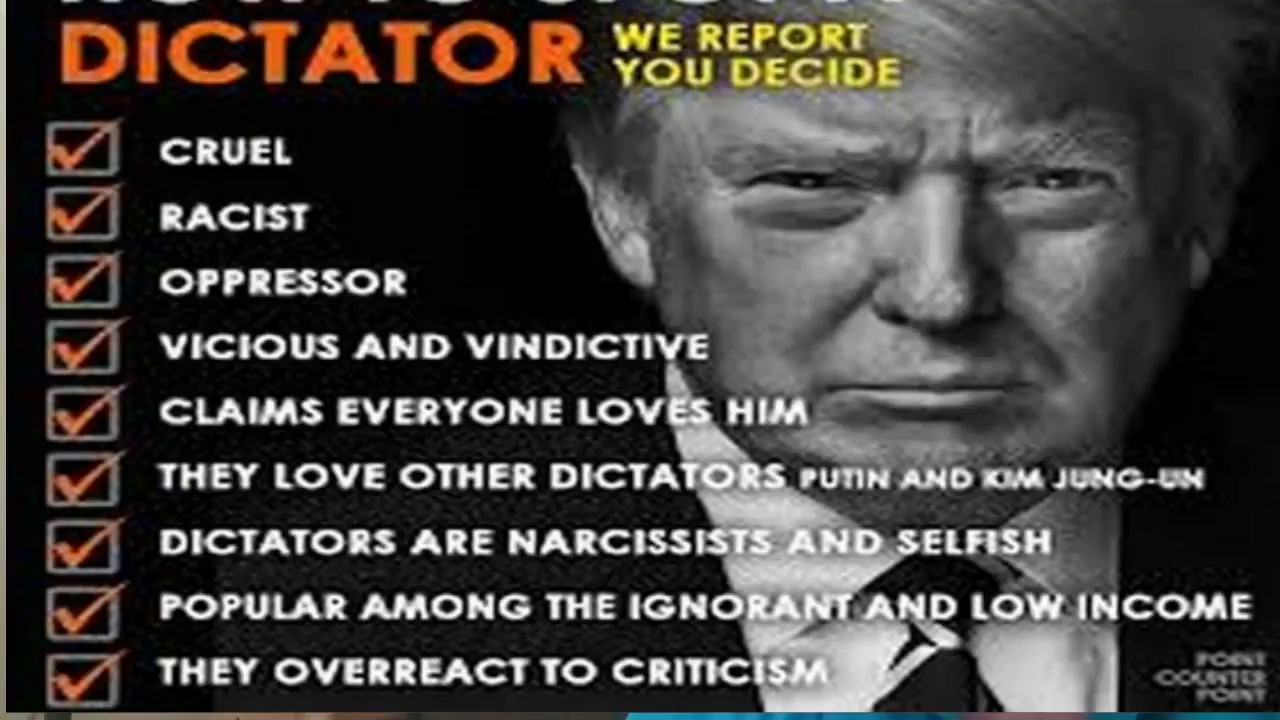 DICTATOR
WE REPORT
YOU DECIDE
CRUEL
RACIST
OPPRESSOR
VICIOUS AND VINDICTIVE
CLAIMS EVERYONE LOVES HIM
THEY LOVE OTHER DICTATORS PUTIN AND KIM JUNG-UN
DICTATORS ARE NARCISSISTS AND SELFISH
POPULAR AMONG THE IGNORANT AND LOW INCOME
THEY OVERREACT TO CRITICISM
POINT
COUNTER
POINT